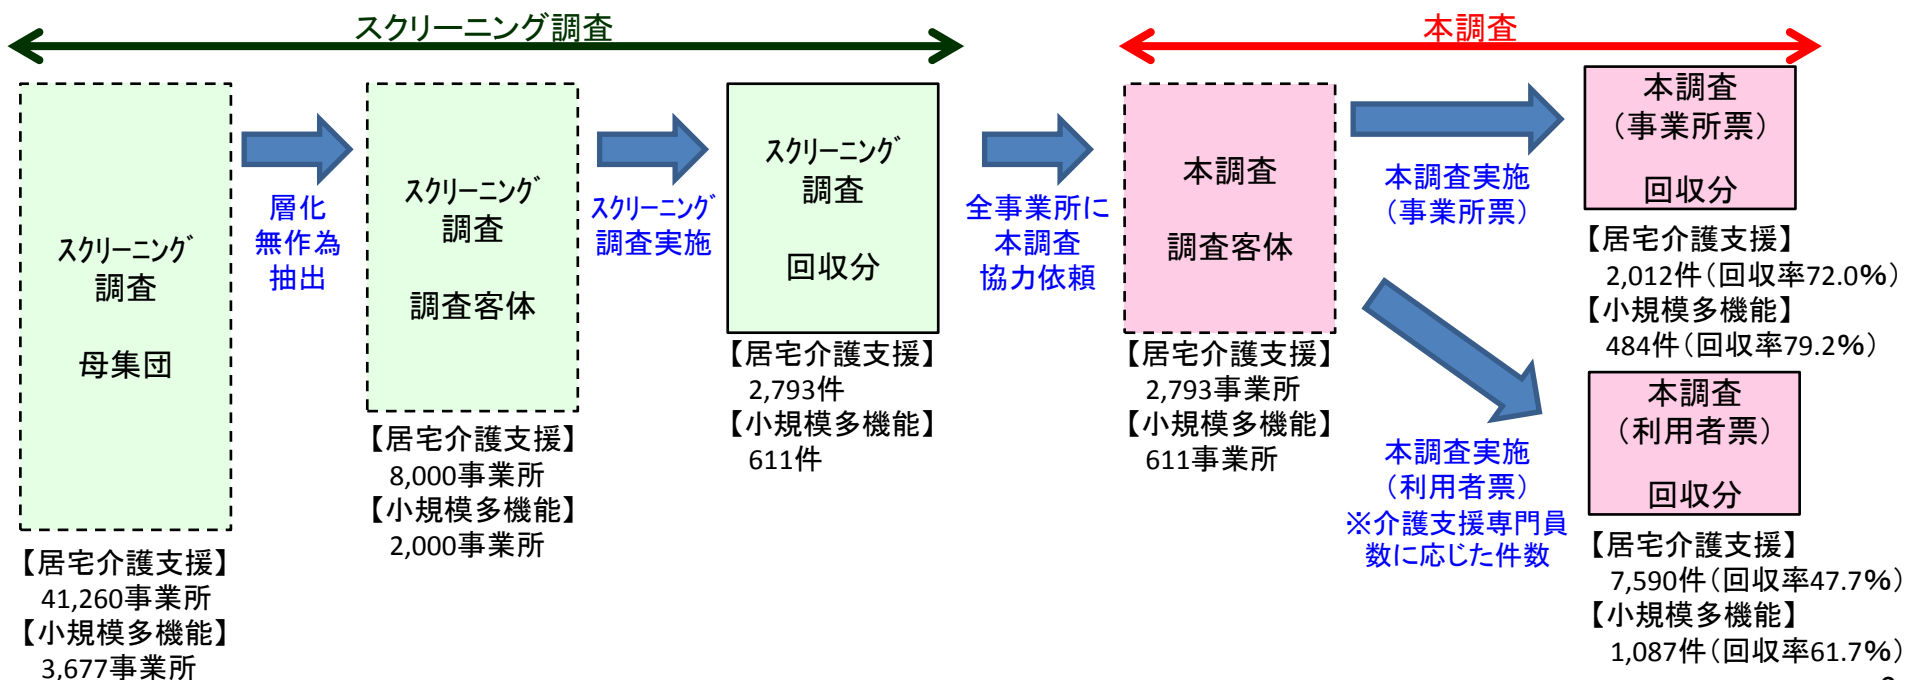 スクリーニング調査
スクリーニング
調査
母集団
【居宅介護支援】
41,260事業所
【小規模多機能】
3,677事業所
層化
無作為
抽出
スクリーニング
調査
調査客体
【居宅介護支援】
8,000事業所
【小規模多機能】
2,000事業所
スクリーニング
調査実施
スクリーニング
調査
回収分
【居宅介護支援】
2,793件
【小規模多機能】
611件
全事業所に
本調査
協力依頼
本調査
本調査
調査客体
【居宅介護支援】
2,793事業所
【小規模多機能】
611事業所
本調査実施
（事業所票）
本調査
（事業所票）
回収分
【居宅介護支援】
2,012件（回収率72.0%）
【小規模多機能】
484件（回収率79.2%）
本調査実施
（利用者票）
※介護支援専門員
数に応じた件数
本調査
（利用者票）
回収分
【居宅介護支援】
7,590件（回収率47.7%）
【小規模多機能】
1,087件（回収率61.7%）